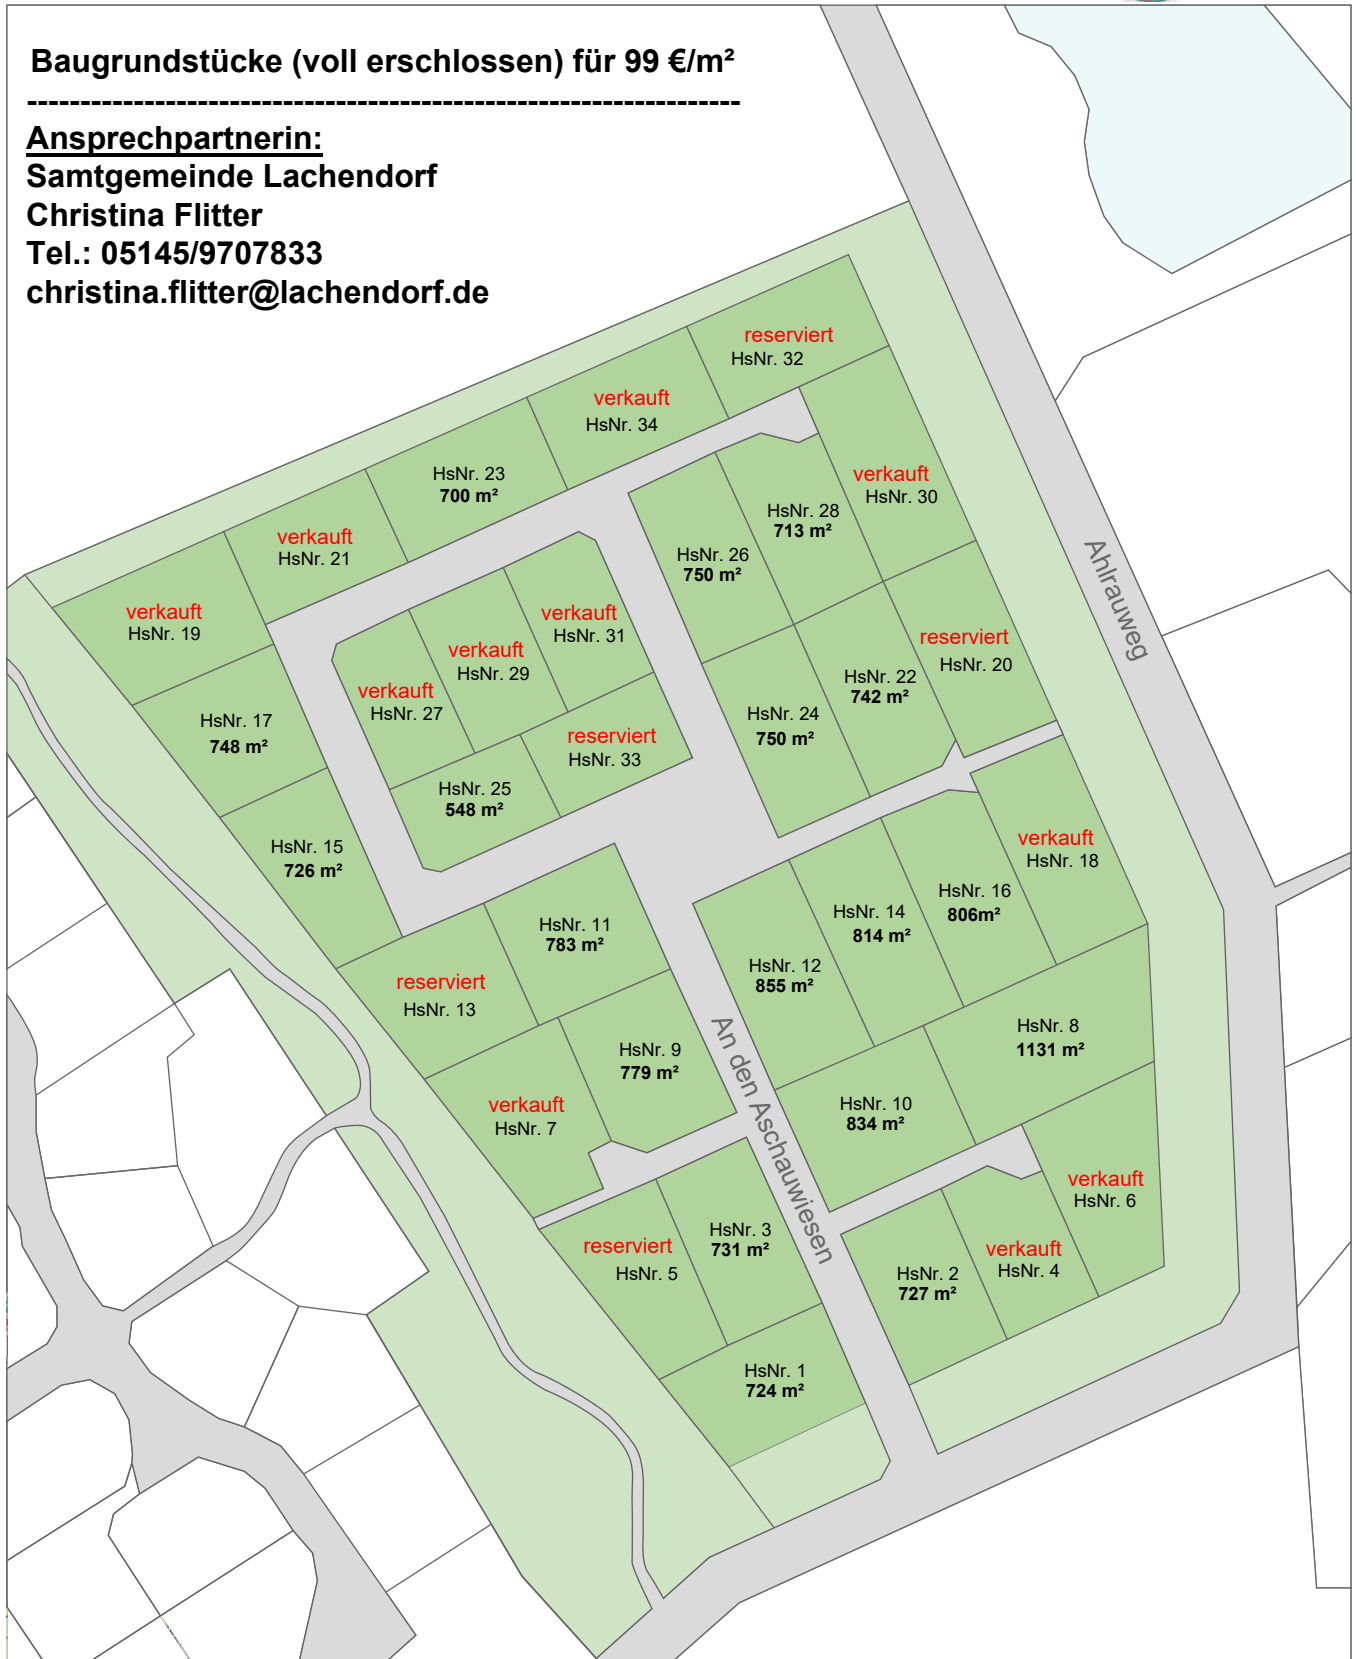 Baugrundstücke (voll erschlossen) für 99 €/m²
------------------------------------------------------
Ansprechpartnerin:
Samtgemeinde Lachendorf
Christina Flitter
Tel.: 05145/9707833
christina.flitter@lachendorf.de
reserviert
HsNr. 32
verkauft
HsNr. 34
HsNr. 23
700 m²
verkauft
HsNr. 30
HsNr. 28
713 m²
verkauft
HsNr. 21
HsNr. 26
750 m²
Ahlrauweg
verkauft
HsNr. 19
verkauft
HsNr. 31
verkauft
HsNr. 29
reserviert
HsNr. 20
verkauft
HsNr. 27
HsNr. 22
742 m²
HsNr. 17
748 m²
HsNr. 24
750 m²
reserviert
HsNr. 33
HsNr. 25
548 m²
HsNr. 15
726 m²
verkauft
HsNr. 18
HsNr. 16
806m²
HsNr. 14
814 m²
HsNr. 11
783 m²
HsNr. 12
855 m²
reserviert
HsNr. 13
HsNr. 8
1131 m²
HsNr. 9
779 m²
An den Aschauwiesen
verkauft
HsNr. 7
HsNr. 10
834 m²
verkauft
HsNr. 6
HsNr. 3
731 m²
reserviert
HsNr. 5
verkauft
HsNr. 4
HsNr. 2
727 m²
HsNr. 1
724 m²